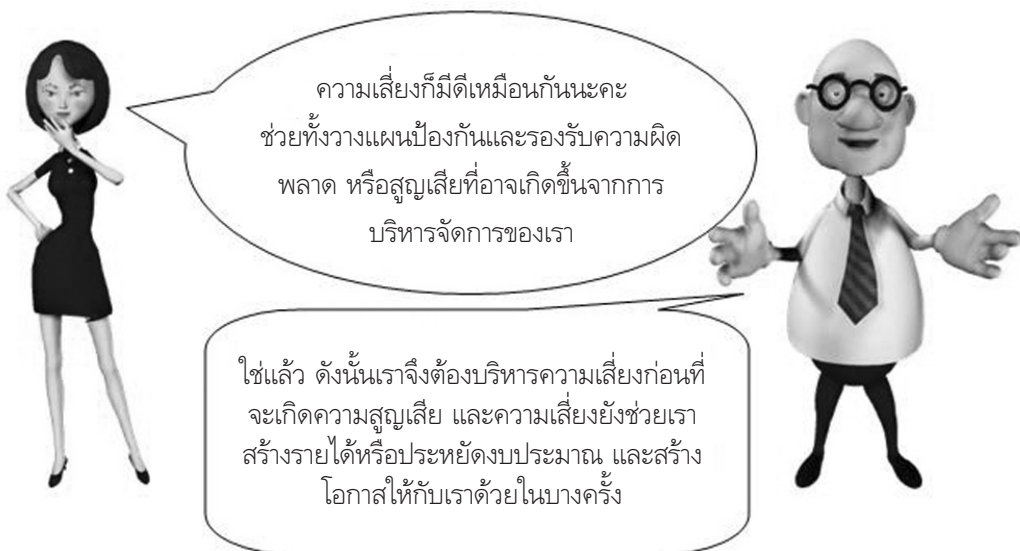 ความเสี่ยงก็มีดีเหมือนกันนะคะ
ช่วยทั้งวางแผนป้องกันและรองรับความผิด
พลาด หรือสูญเสียที่อาจเกิดขึ้นจากการ
บริหารจัดการของเรา
ใช่แล้ว ดังนั้นเราจึงต้องบริหารความเสี่ยงก่อนที่
จะเกิดความสูญเสีย และความเสี่ยงยังช่วยเรา
สร้างรายได้หรือประหยัดงบประมาณ และสร้าง
โอกาสให้กับเราด้วยในบางครั้ง